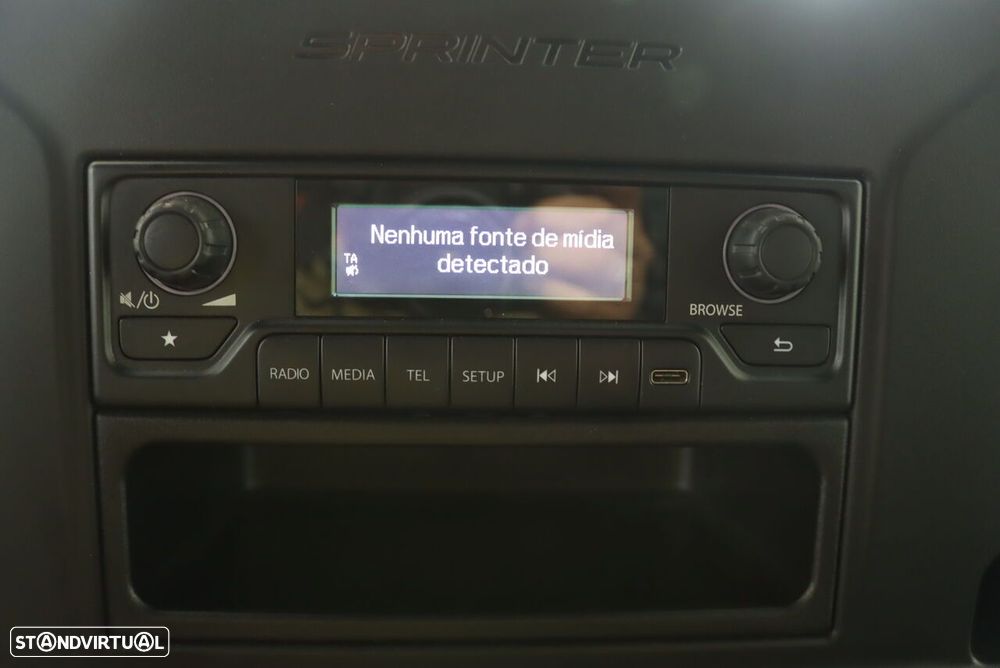 SPRINTER
Nenhuma fonte de mídia
TA
detectado
BROWSE
RADIO
MEDIA
TEL
SETUP
STANDVIRTUAL